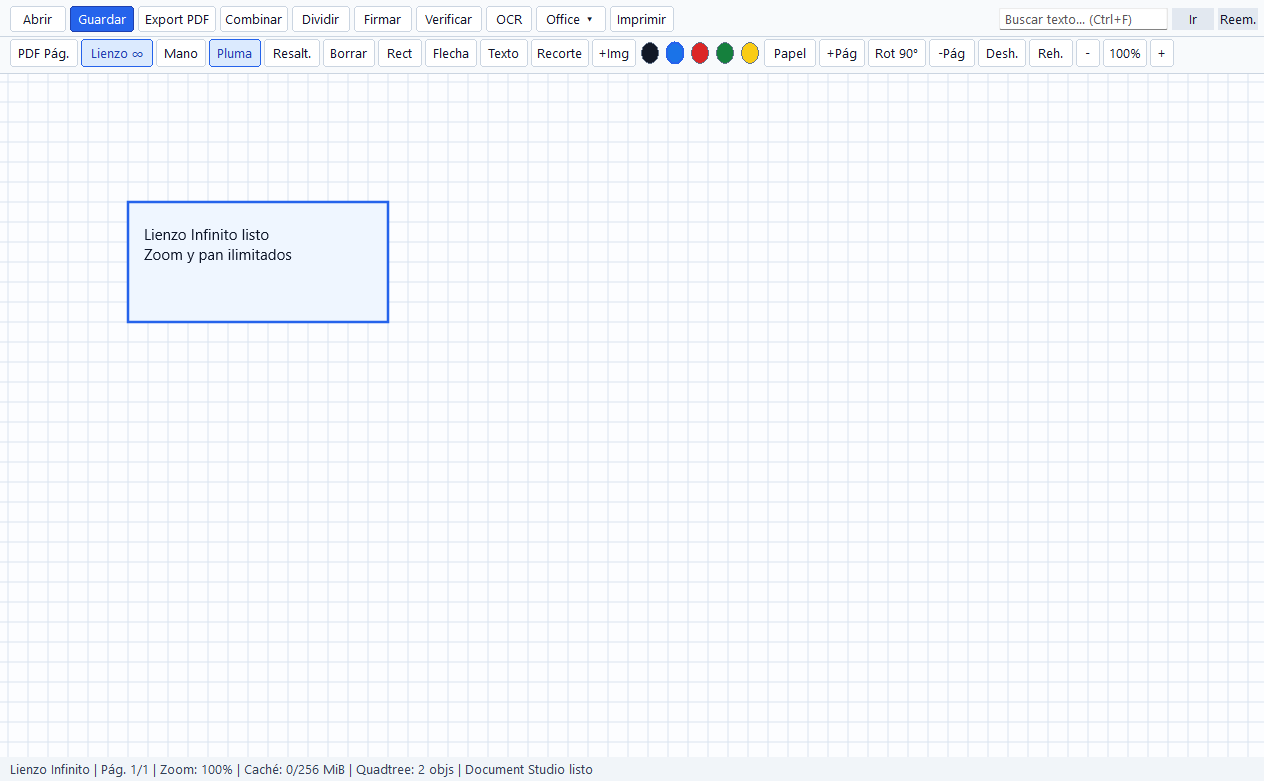 Abrir Guardar Export PDF Combinar Dividir Firmar Verificar OCR Office ▾ Imprimir Buscar texto... (Ctrl+F) Ir Reem.
PDF Pág. Lienzo ∞ Mano Pluma Resalt. Borrar Rect Flecha Texto Recorte +Img Papel +Pág Rot 90° -Pág Desh. Reh. - 100% +
Lienzo Infinito listo
Zoom y pan ilimitados
Lienzo Infinito | Pág. 1/1 | Zoom: 100% | Caché: 0/256 MiB | Quadtree: 2 objs | Document Studio listo